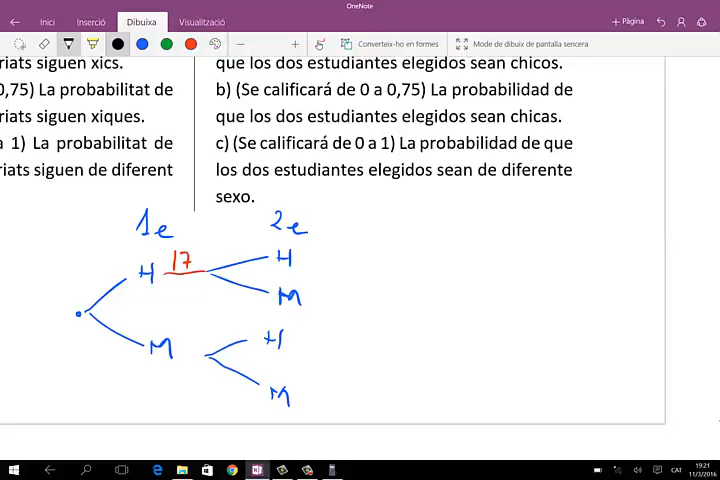 OneNote
Inici Inserció Dibuixa Visualització
+ Pàgina
Converteix-ho en formes
Mode de dibuix de pantalla sencera
riats siguen xics.
0,75) La probabilitat de
riats siguen xiques.
a 1) La probabilitat de
riats siguen de diferent
que los dos estudiantes elegidos sean chicos.
b) (Se calificará de 0 a 0,75) La probabilidad de
que los dos estudiantes elegidos sean chicas.
c) (Se calificará de 0 a 1) La probabilidad de que
los dos estudiantes elegidos sean de diferente
sexo.
1e 2e
H 17 H
M
M H
M
CAT
19:21
11/3/2016